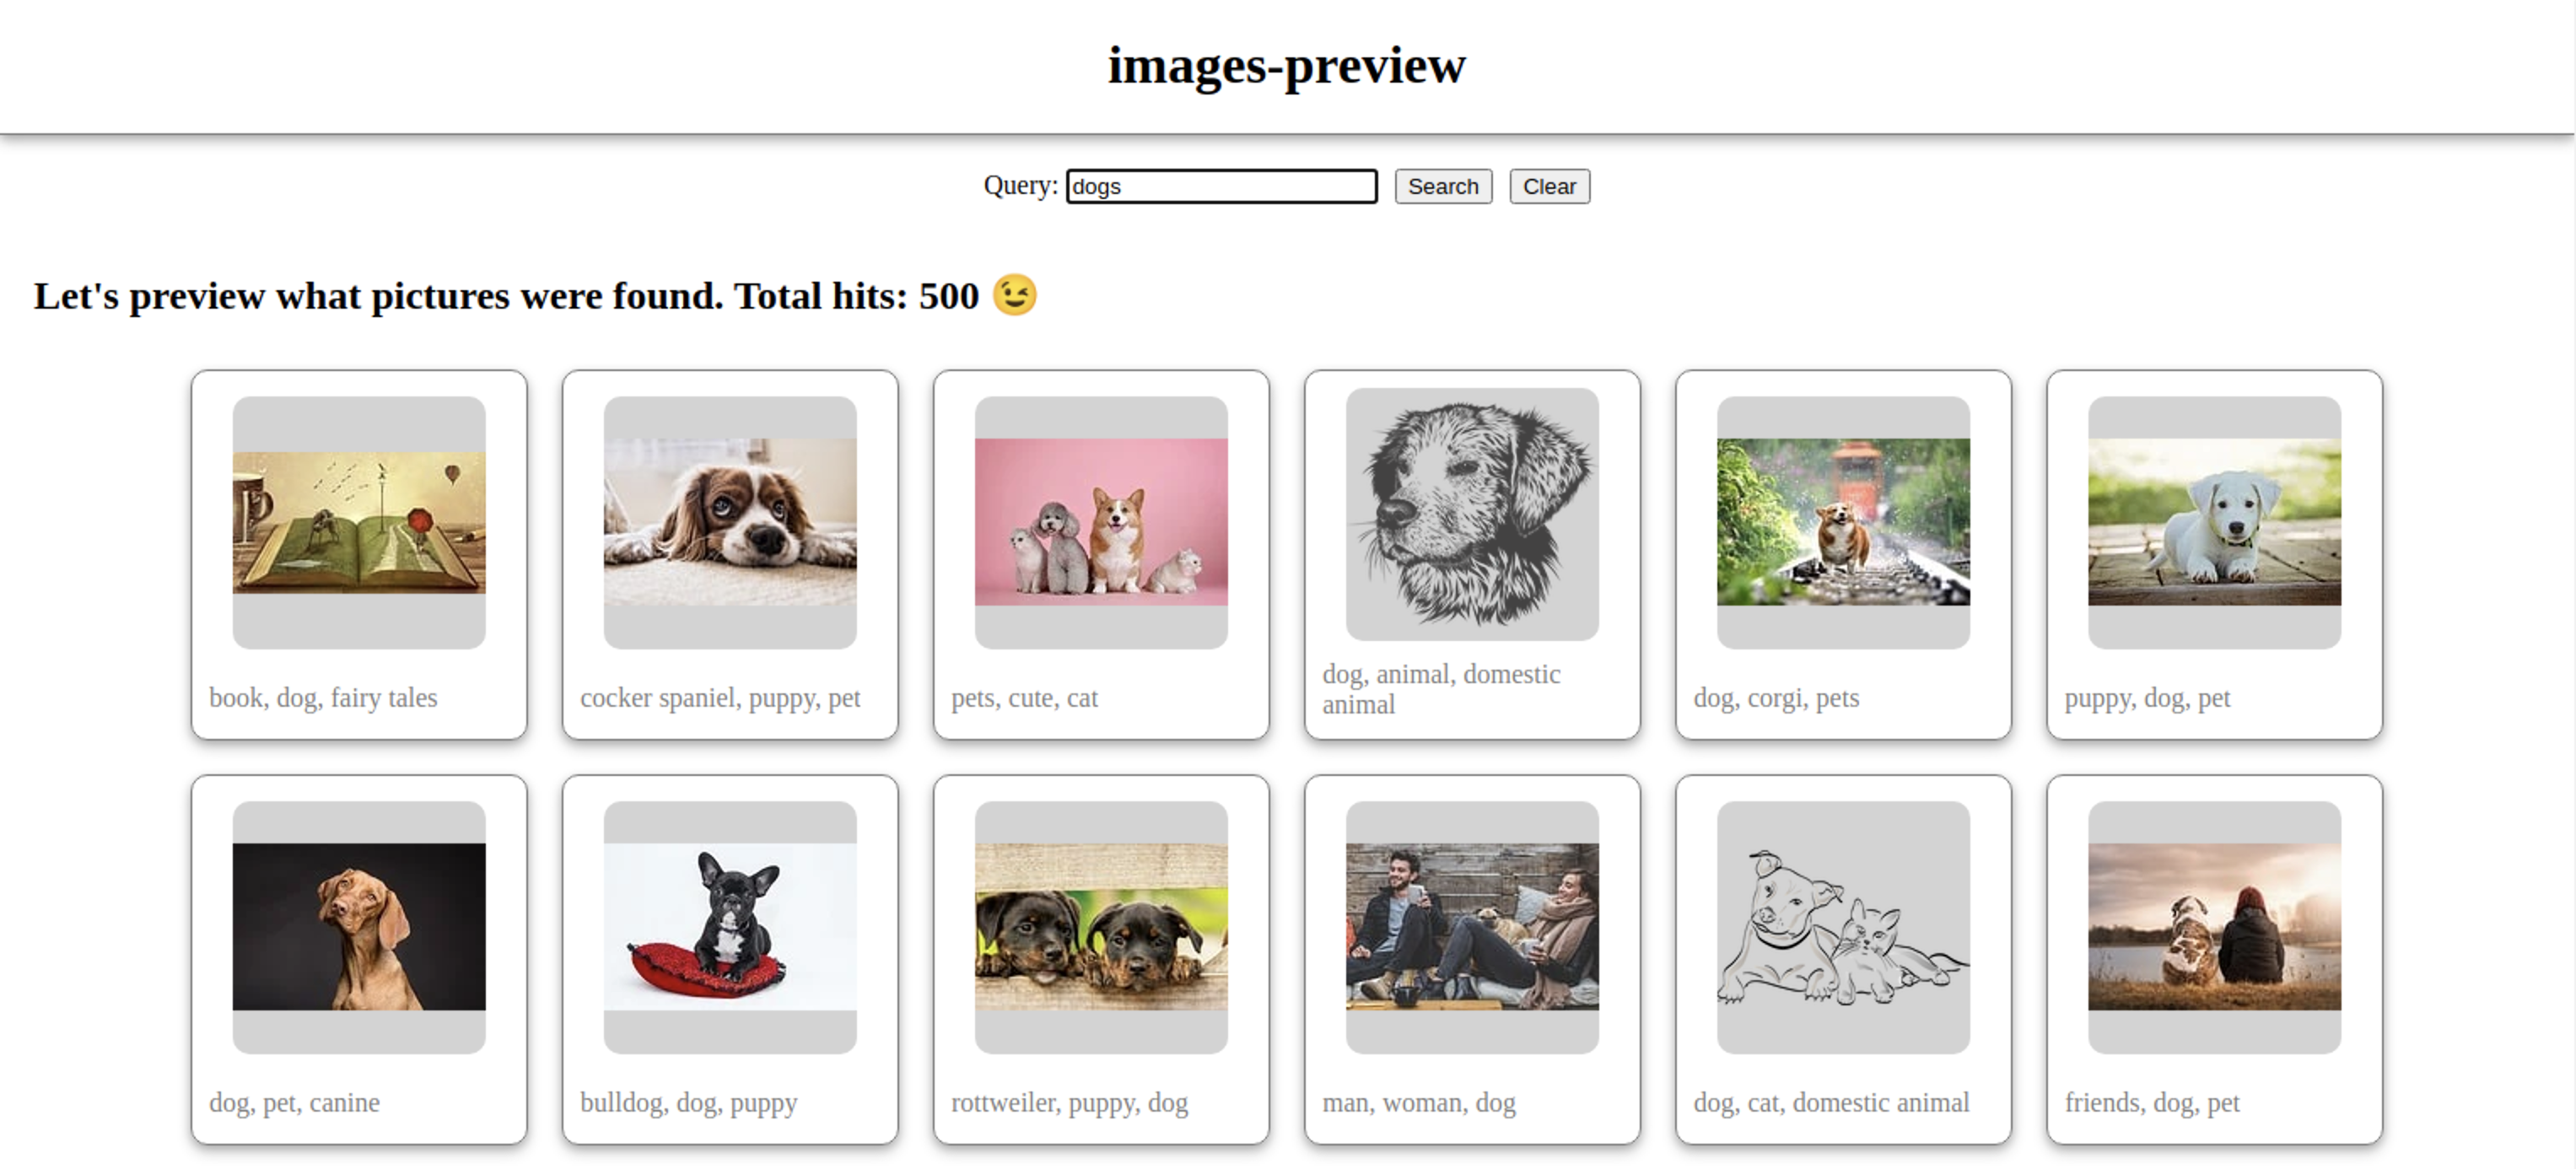 images-preview
Query: dogs Search Clear
Let's preview what pictures were found. Total hits: 500 😉
book, dog, fairy tales
cocker spaniel, puppy, pet
pets, cute, cat
dog, animal, domestic
animal
dog, corgi, pets
puppy, dog, pet
dog, pet, canine
bulldog, dog, puppy
rottweiler, puppy, dog
man, woman, dog
dog, cat, domestic animal
friends, dog, pet